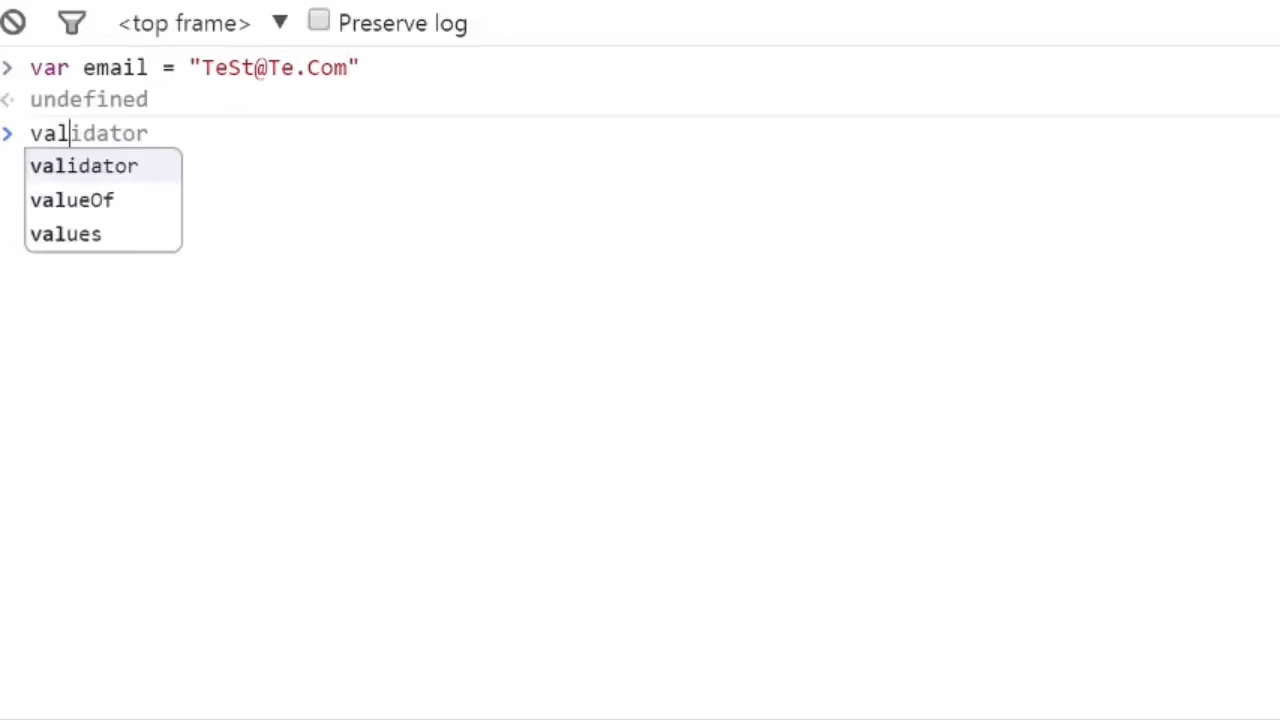 <top frame> ▼ Preserve log
> var email = "TeSt@Te.Com"
undefined
> validator
validator
valueOf
values